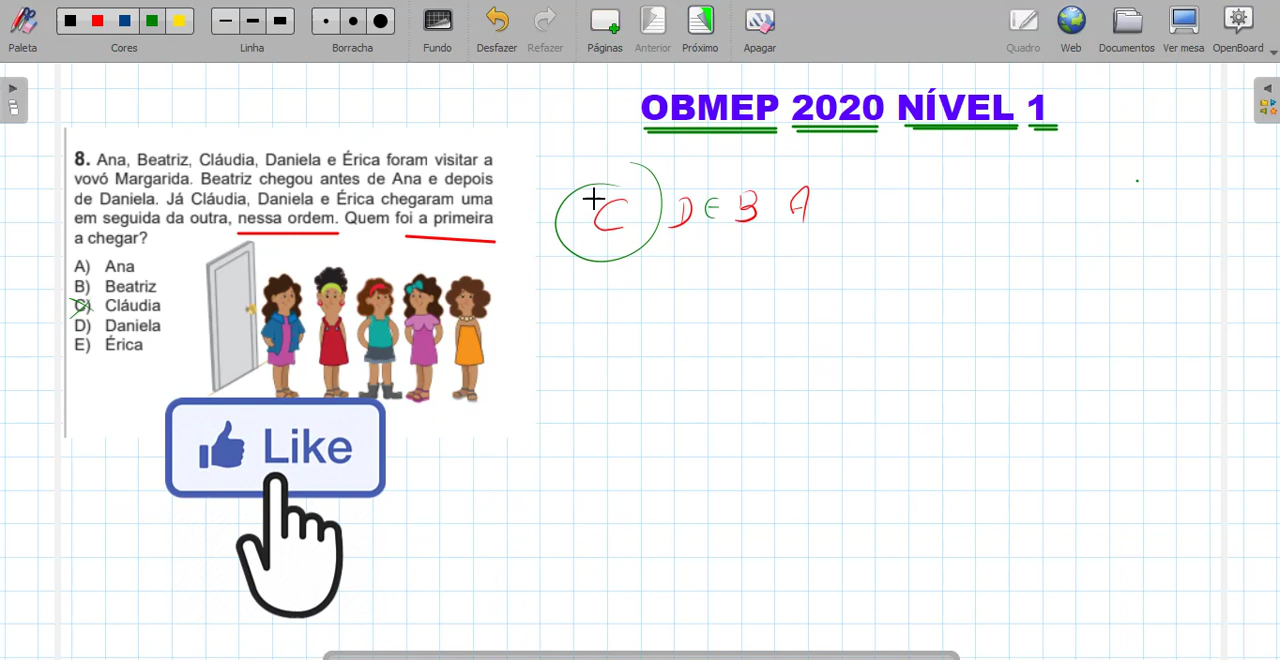 Paleta Cores Linha Borracha Fundo Desfazer Refazer Páginas Anterior Próximo Apagar Quadro Web Documentos Ver mesa OpenBoard
OBMEP 2020 NÍVEL 1
8. Ana, Beatriz, Cláudia, Daniela e Érica foram visitar a
vovó Margarida. Beatriz chegou antes de Ana e depois
de Daniela. Já Cláudia, Daniela e Érica chegaram uma
em seguida da outra, nessa ordem. Quem foi a primeira
a chegar?
A) Ana
B) Beatriz
C) Cláudia
D) Daniela
E) Érica
C D E B A
Like